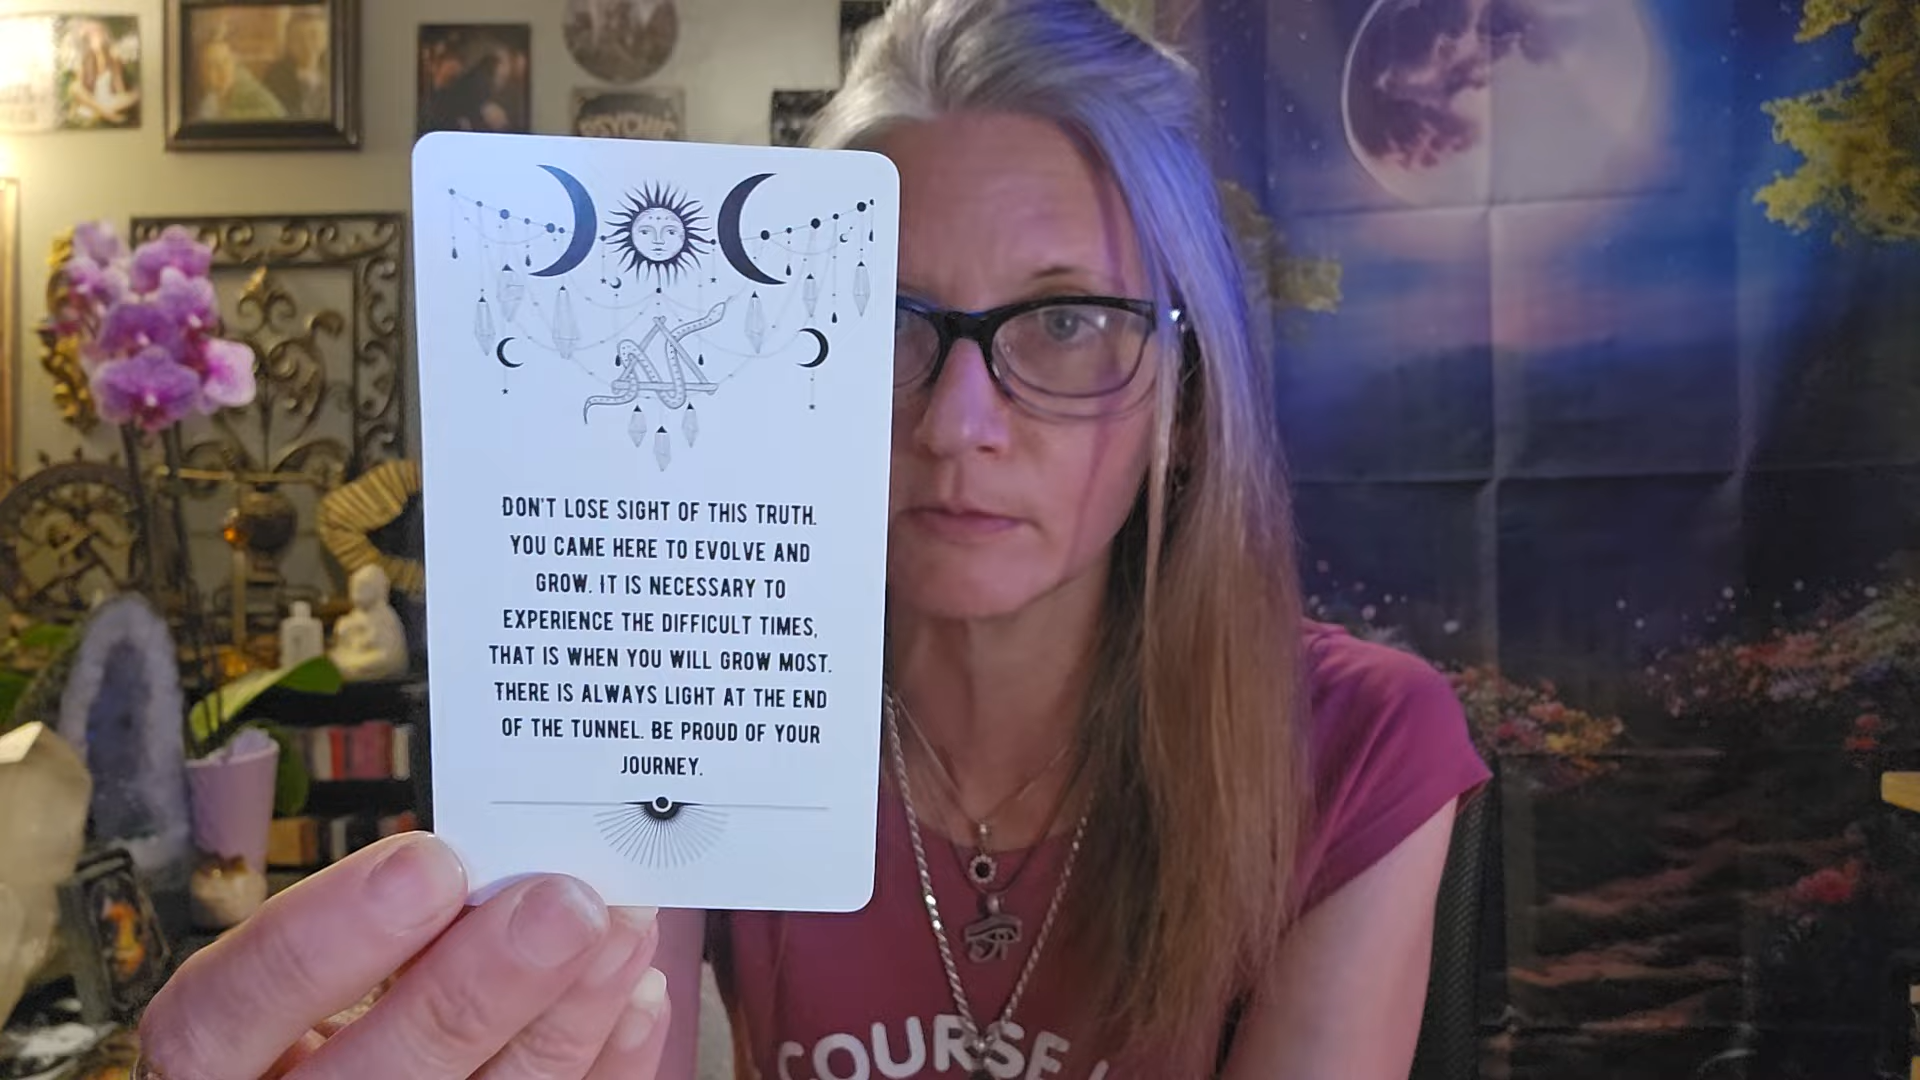 PSYCHIC
DON'T LOSE SIGHT OF THIS TRUTH.
YOU CAME HERE TO EVOLVE AND
GROW. IT IS NECESSARY TO
EXPERIENCE THE DIFFICULT TIMES,
THAT IS WHEN YOU WILL GROW MOST.
THERE IS ALWAYS LIGHT AT THE END
OF THE TUNNEL. BE PROUD OF YOUR
JOURNEY.
COURSE I